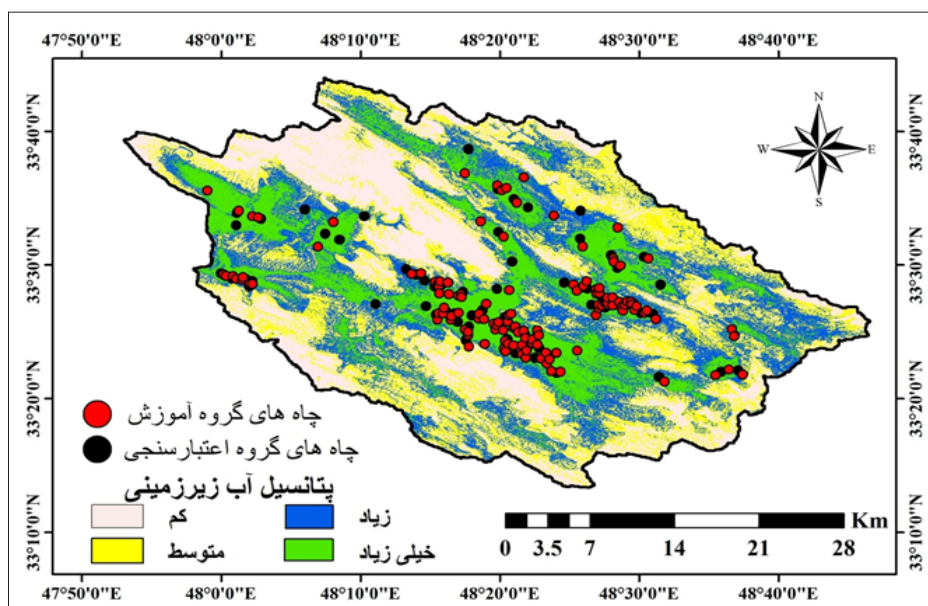 47°50'0"E 48°0'0"E 48°10'0"E 48°20'0"E 48°30'0"E 48°40'0"E
33°40'0"N 33°40'0"N
33°30'0"N 33°30'0"N
33°20'0"N 33°20'0"N
33°10'0"N 33°10'0"N
N
W E
S
چاه های گروه آموزش
چاه های گروه اعتبارسنجی
پتانسیل آب زیرزمینی
کم زیاد
متوسط خیلی زیاد
Km
0 3.5 7 14 21 28
47°50'0"E 48°0'0"E 48°10'0"E 48°20'0"E 48°30'0"E 48°40'0"E